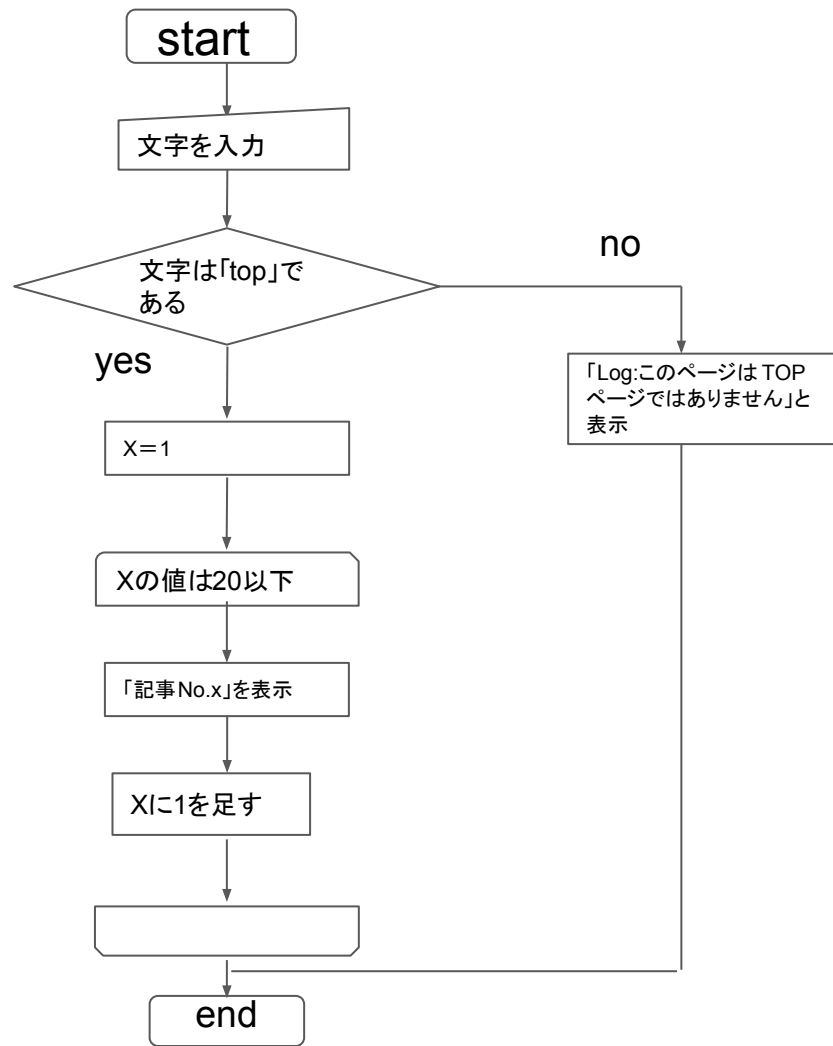 start
文字を入力
文字は「top」で
ある
no
yes
「Log:このページは TOP
ページではありません」と
表示
X＝1
Xの値は20以下
「記事No.x」を表示
Xに1を足す
end